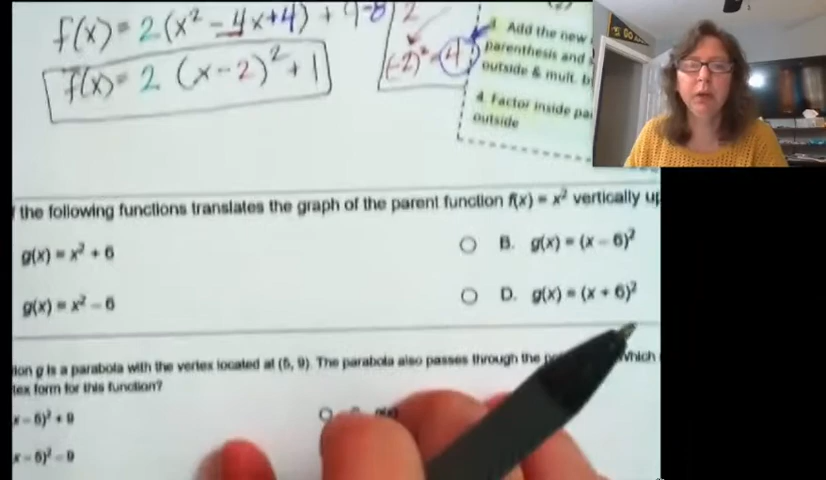 f(x) = 2(x² - 4x+4) + 9-8
2
f(x) = 2 (x-2)² + 1
(-2)² = 4
Add the new
parenthesis and
outside & mult. b
4. Factor inside pa
outside
GO
the following functions translates the graph of the parent function f(x) = x² vertically up
g(x) = x² + 6
B. g(x) = (x - 6)²
g(x) = x² - 6
D. g(x) = (x + 6)²
ion g is a parabola with the vertex located at (5, 9). The parabola also passes through the Which
tex form for this function?
x - 5)² + 9
x - 5)² - 9